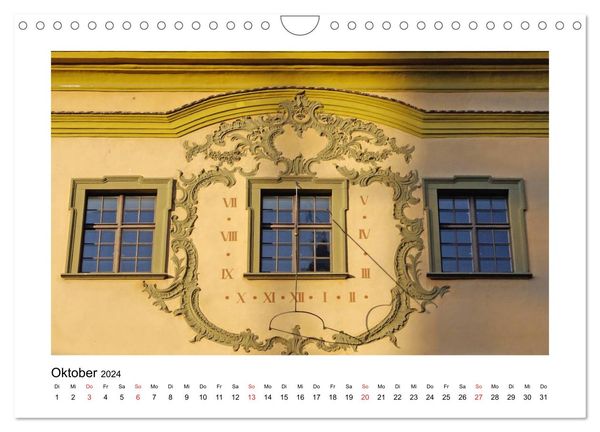 VII V
VIII IV
IX III
X XI XII I II
Oktober 2024
Di Mi Do Fr Sa So Mo Di Mi Do Fr Sa So Mo Di Mi Do Fr Sa So Mo Di Mi Do Fr Sa So Mo Di Mi Do
1 2 3 4 5 6 7 8 9 10 11 12 13 14 15 16 17 18 19 20 21 22 23 24 25 26 27 28 29 30 31